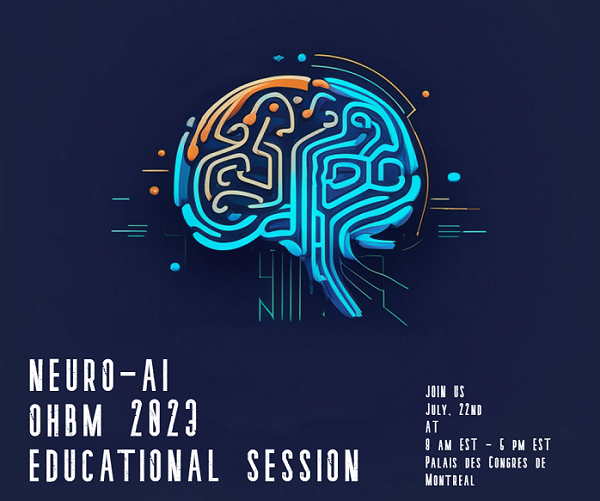 NEURO-AI
OHBM 2023
EDUCATIONAL SESSION
JOIN US
July, 22nd
AT
8 AM EST - 5 PM EST
Palais des Congres de
Montreal